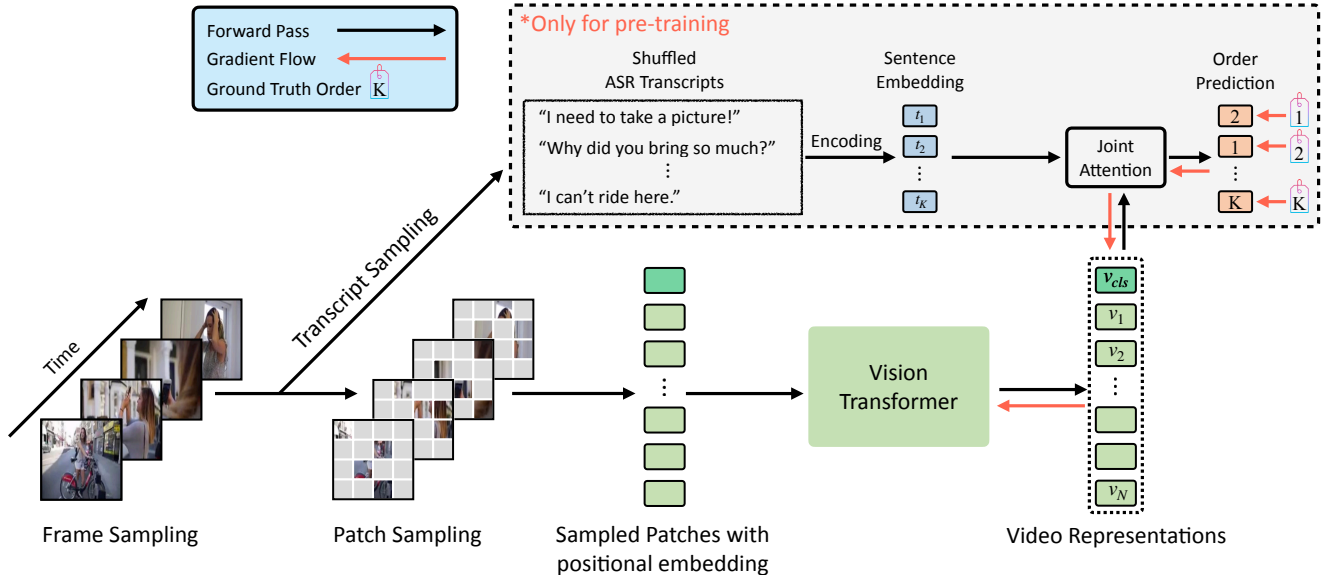 Forward Pass
Gradient Flow
Ground Truth Order K
*Only for pre-training
Shuffled
ASR Transcripts
Sentence
Embedding
Order
Prediction
"I need to take a picture!"
"Why did you bring so much?"
⋮
"I can't ride here."
Encoding
t₁
t₂
⋮
t_K
Joint
Attention
2 1
1 2
⋮
K K
Time
Transcript Sampling
⋮
Vision
Transformer
v_cls
v₁
v₂
⋮
v_N
Frame Sampling
Patch Sampling
Sampled Patches with
positional embedding
Video Representations